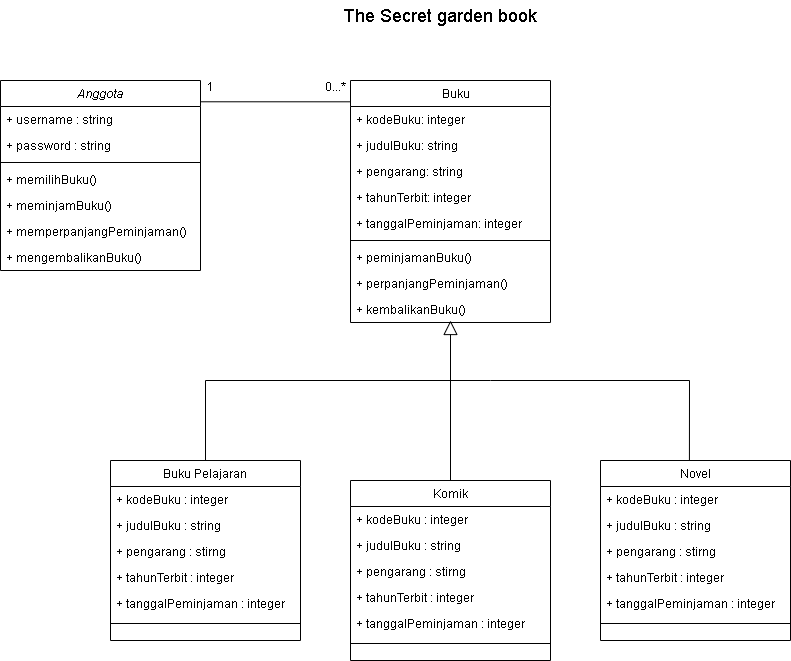 The Secret garden book
Anggota
+ username : string
+ password : string
+ memilihBuku()
+ meminjamBuku()
+ memperpanjangPeminjaman()
+ mengembalikanBuku()
1
0...*
Buku
+ kodeBuku: integer
+ judulBuku: string
+ pengarang: string
+ tahunTerbit: integer
+ tanggalPeminjaman: integer
+ peminjamanBuku()
+ perpanjangPeminjaman()
+ kembalikanBuku()
Buku Pelajaran
+ kodeBuku : integer
+ judulBuku : string
+ pengarang : stirng
+ tahunTerbit : integer
+ tanggalPeminjaman : integer
Komik
+ kodeBuku : integer
+ judulBuku : string
+ pengarang : stirng
+ tahunTerbit : integer
+ tanggalPeminjaman : integer
Novel
+ kodeBuku : integer
+ judulBuku : string
+ pengarang : stirng
+ tahunTerbit : integer
+ tanggalPeminjaman : integer